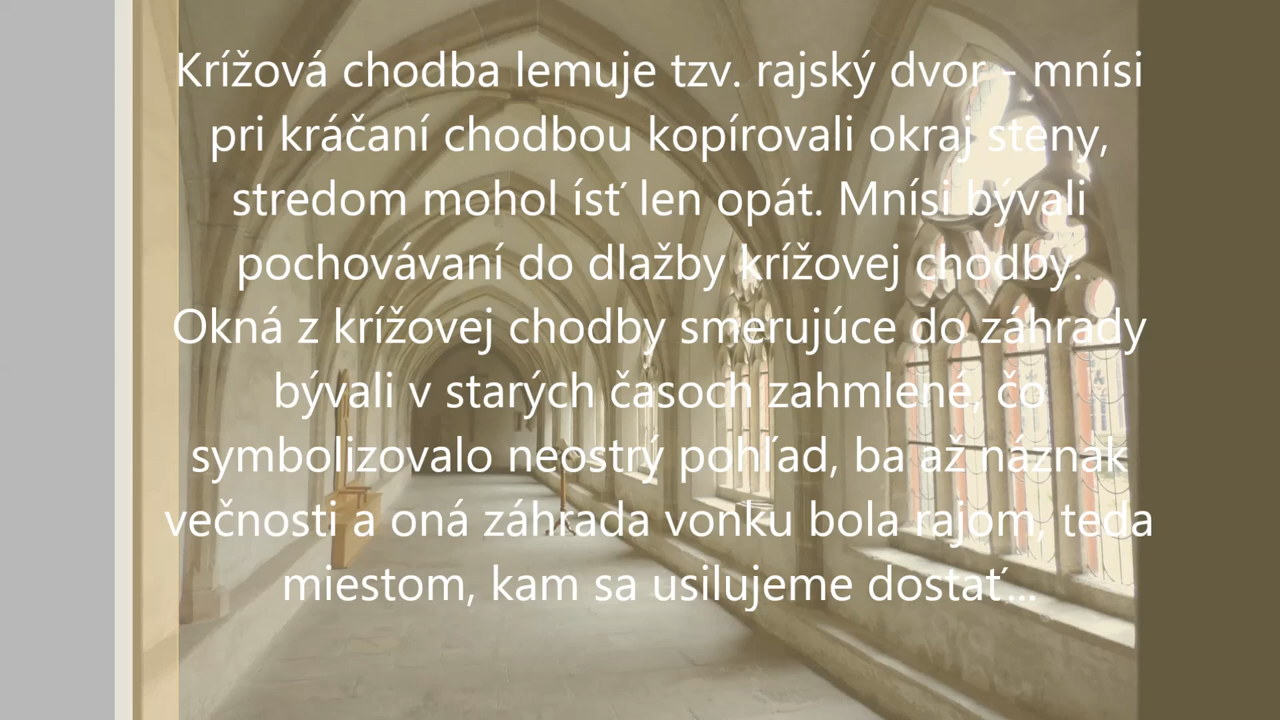 Krížová chodba lemuje tzv. rajský dvor - mnísi
pri kráčaní chodbou kopírovali okraj steny,
stredom mohol ísť len opát. Mnísi bývali
pochovávaní do dlažby krížovej chodby.
Okná z krížovej chodby smerujúce do záhrady
bývali v starých časoch zahmlené, čo
symbolizovalo neostrý pohľad, ba až náznak
večnosti a oná záhrada vonku bola rajom, teda
miestom, kam sa usilujeme dostať...